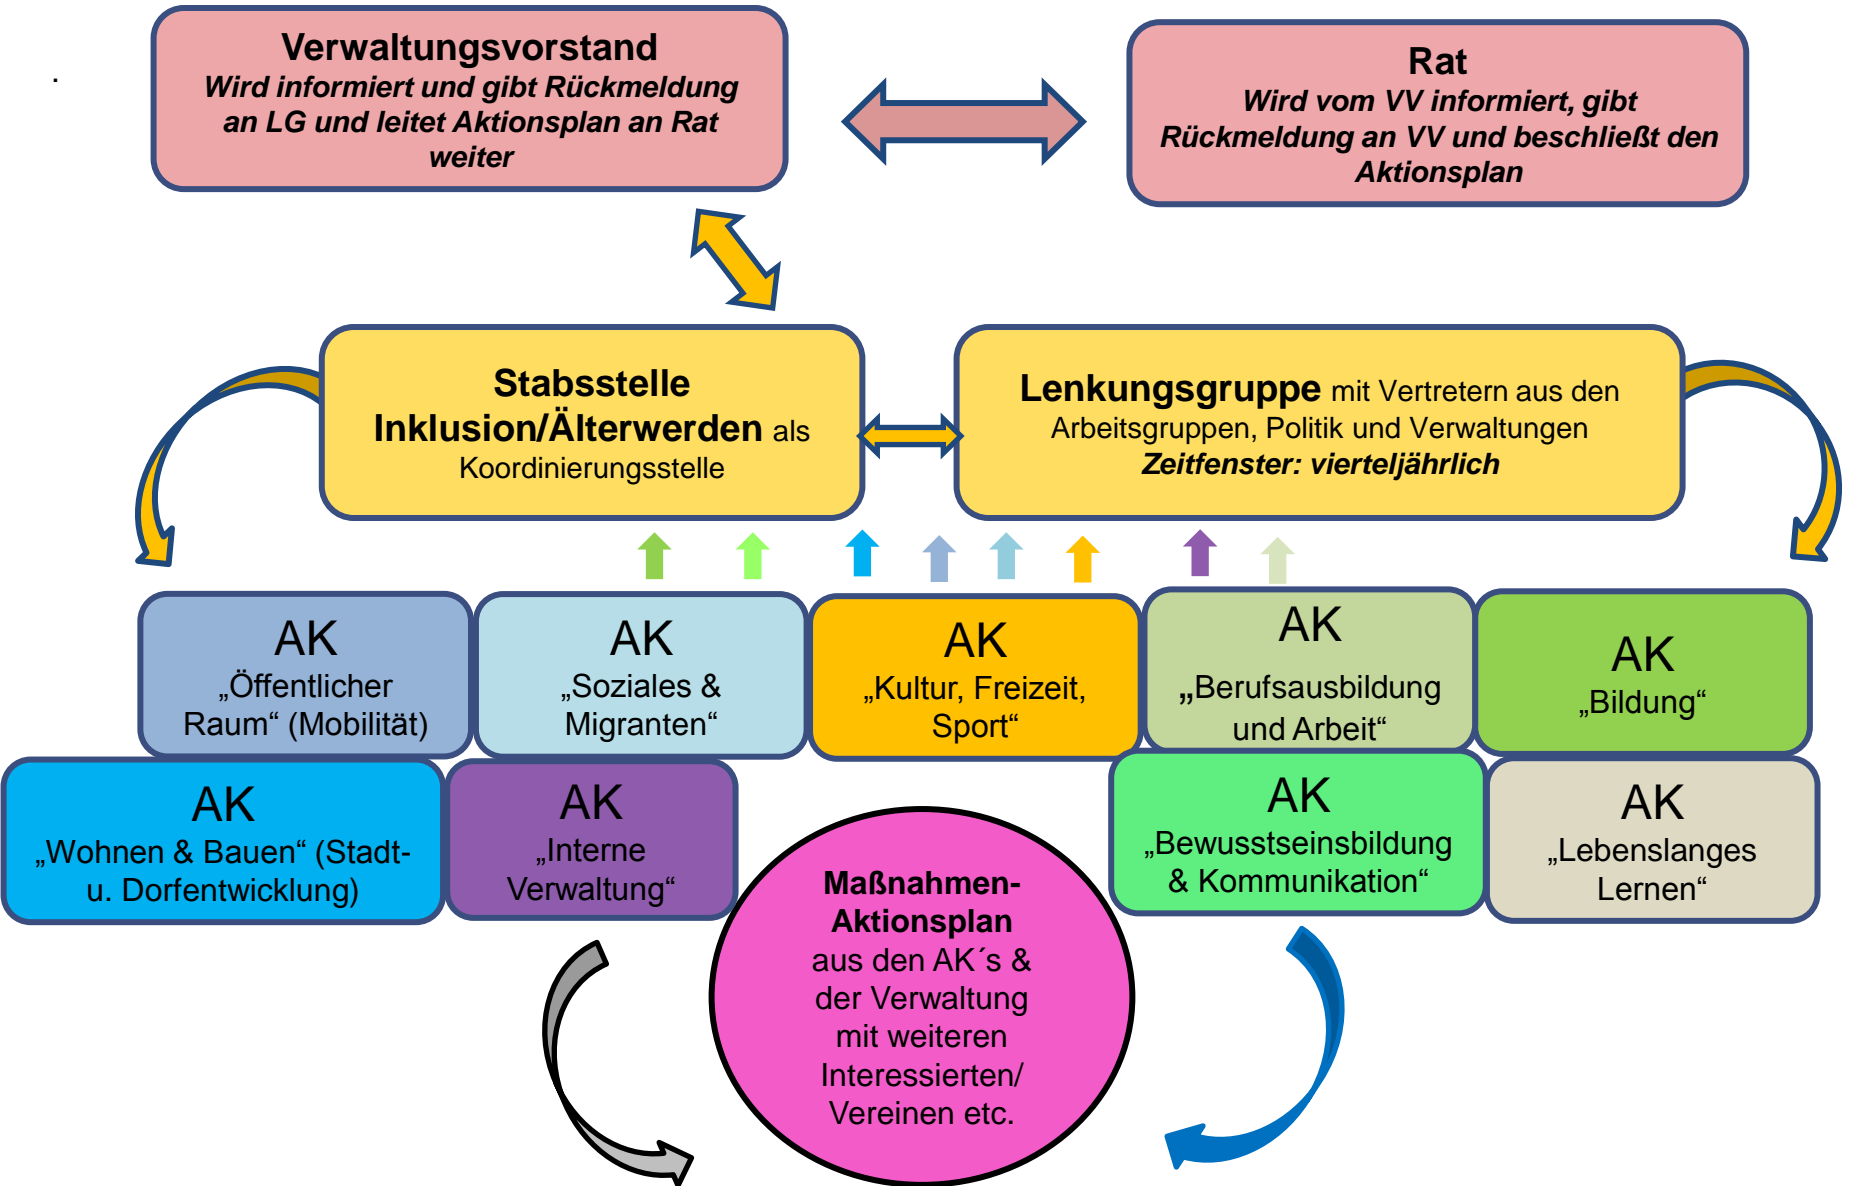 Verwaltungsvorstand
Wird informiert und gibt Rückmeldung
an LG und leitet Aktionsplan an Rat
weiter
.
Rat
Wird vom VV informiert, gibt
Rückmeldung an VV und beschließt den
Aktionsplan
Stabsstelle
Inklusion/Älterwerden als
Koordinierungsstelle
Lenkungsgruppe mit Vertretern aus den
Arbeitsgruppen, Politik und Verwaltungen
Zeitfenster: vierteljährlich
AK
„Öffentlicher
Raum“ (Mobilität)
AK
„Soziales &
Migranten“
AK
„Kultur, Freizeit,
Sport“
AK
„Berufsausbildung
und Arbeit“
AK
„Bildung“
AK
„Wohnen & Bauen“ (Stadt-
u. Dorfentwicklung)
AK
„Interne
Verwaltung“
AK
„Bewusstseinsbildung
& Kommunikation“
AK
„Lebenslanges
Lernen“
Maßnahmen-
Aktionsplan
aus den AK´s &
der Verwaltung
mit weiteren
Interessierten/
Vereinen etc.